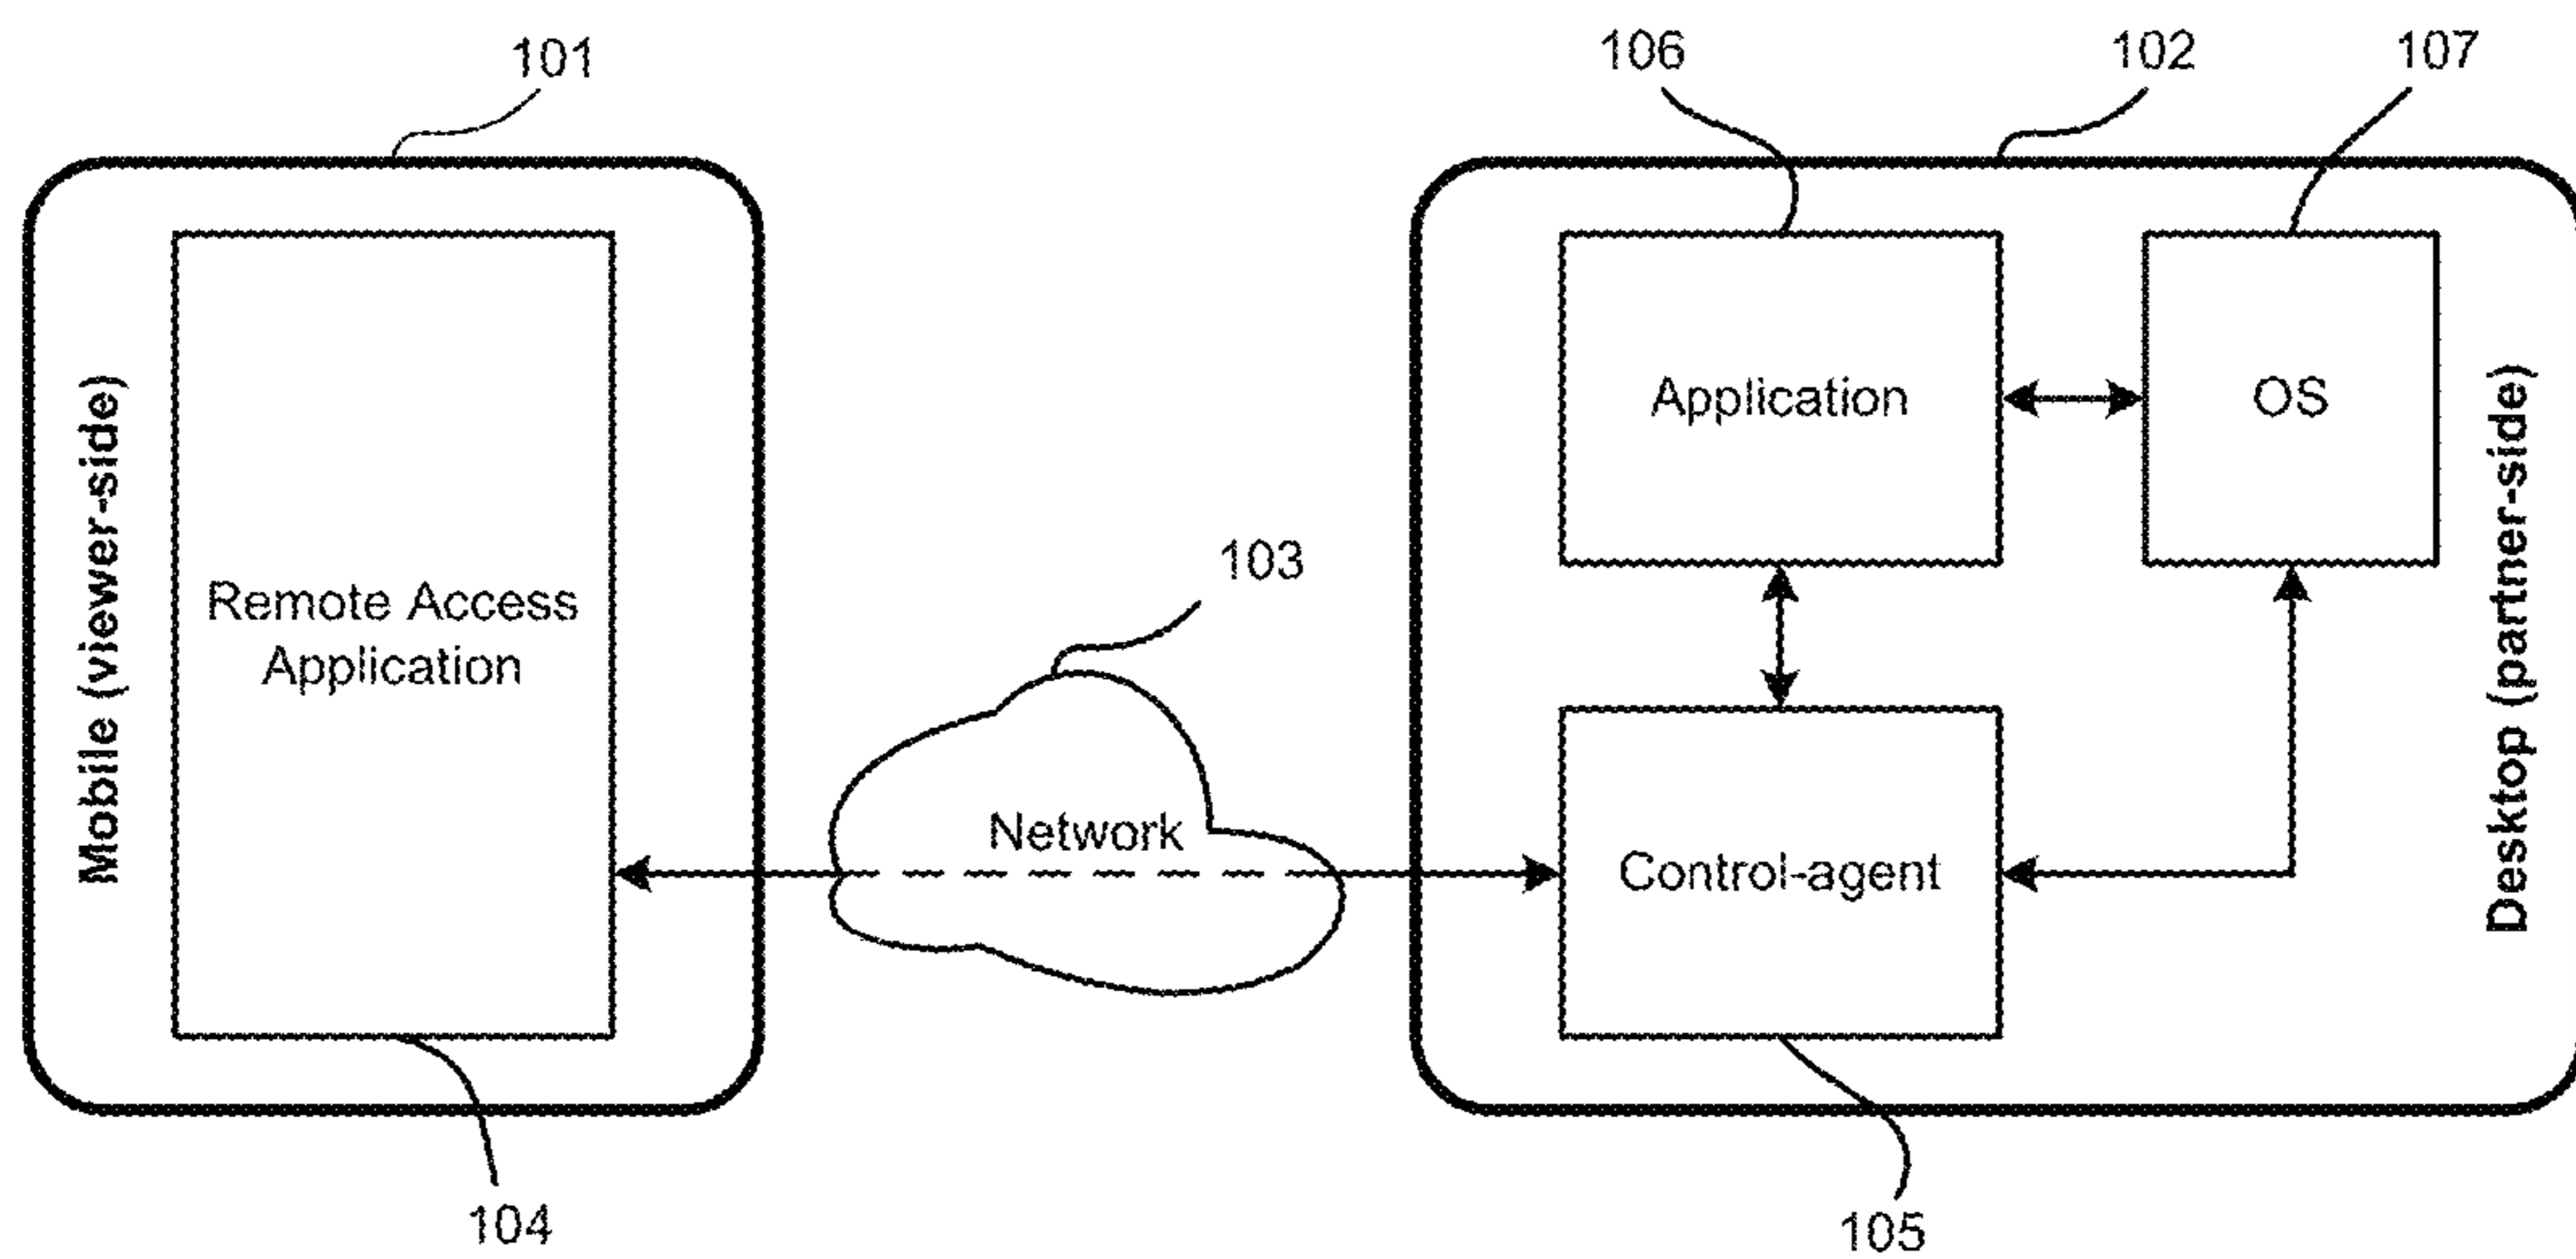 101
106
102
107
Mobile (viewer-side)
Remote Access
Application
103
Network
Application
OS
Control-agent
Desktop (partner-side)
104
105